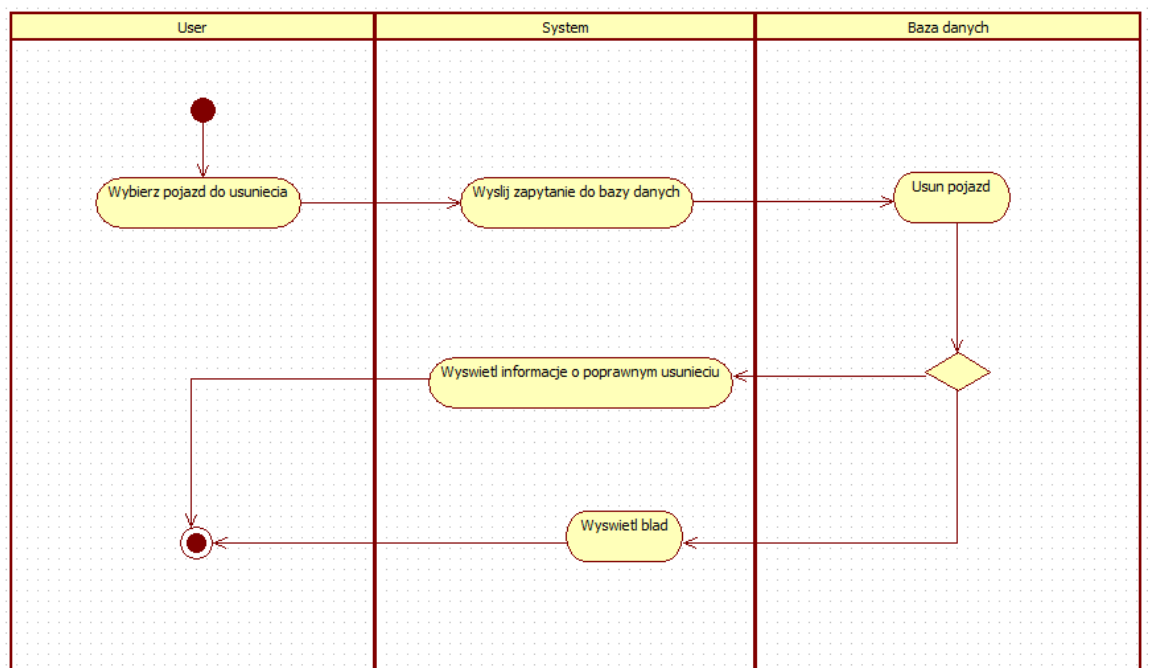 User
System
Baza danych
Wybierz pojazd do usuniecia
Wyslij zapytanie do bazy danych
Usun pojazd
Wyswietl informacje o poprawnym usunieciu
Wyswietl blad